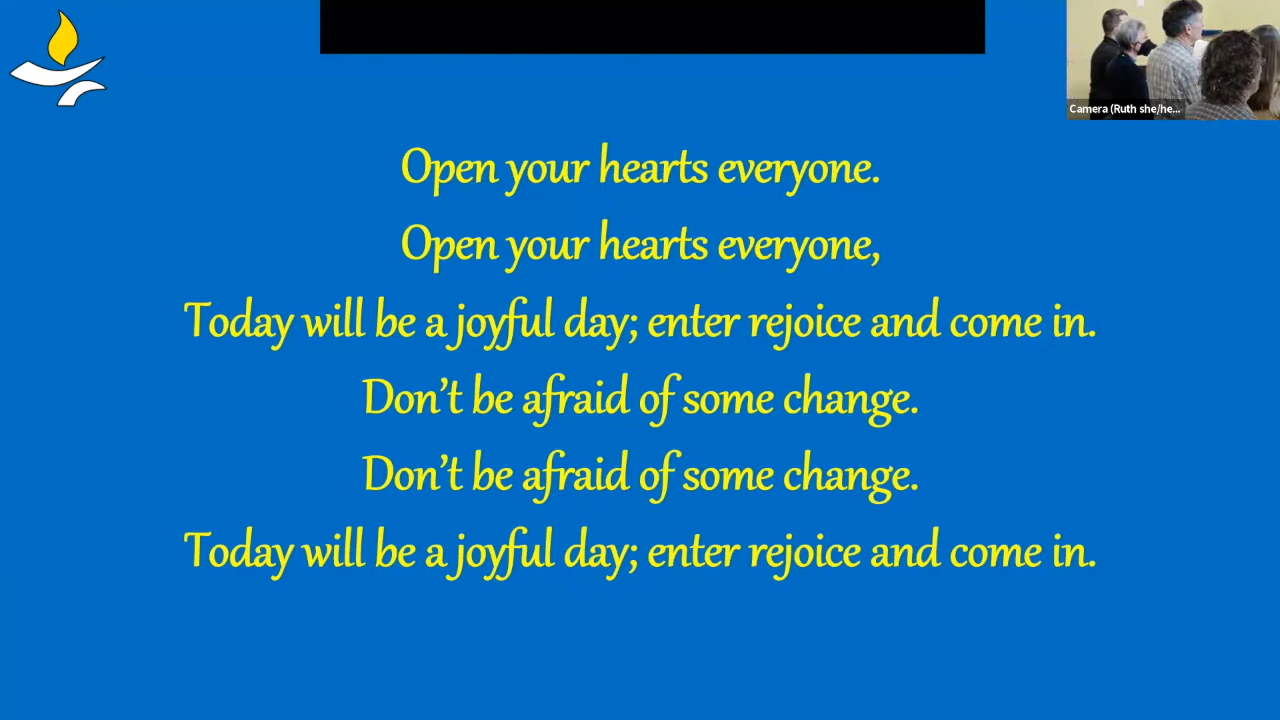 Camera (Ruth she/he...
Open your hearts everyone.
Open your hearts everyone,
Today will be a joyful day; enter rejoice and come in.
Don't be afraid of some change.
Don't be afraid of some change.
Today will be a joyful day; enter rejoice and come in.